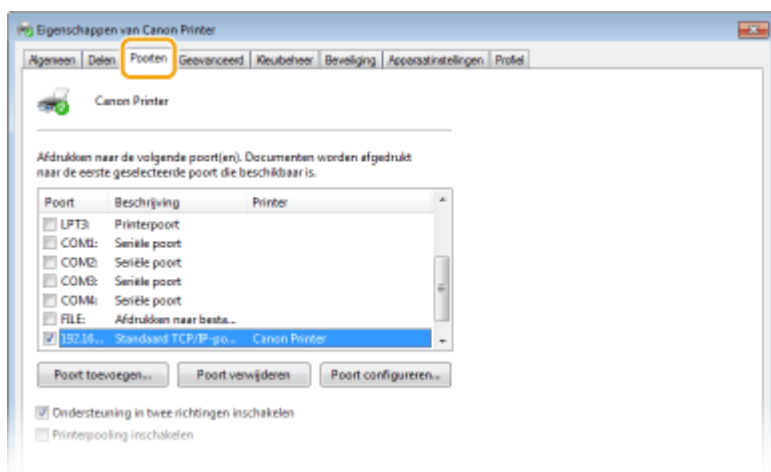 Eigenschappen van Canon Printer
Algemeen Delen Poorten Geavanceerd Kleurbeheer Beveiliging Apparaatinstellingen Profiel
Canon Printer
Afdrukken naar de volgende poort(en). Documenten worden afgedrukt
naar de eerste geselecteerde poort die beschikbaar is.
Poort Beschrijving Printer
LPT3: Printerpoort
COM1: Seriële poort
COM2: Seriële poort
COM3: Seriële poort
COM4: Seriële poort
FILE: Afdrukken naar besta...
192.16... Standaard TCP/IP-po... Canon Printer
Poort toevoegen... Poort verwijderen Poort configureren...
Ondersteuning in twee richtingen inschakelen
Printerpooling inschakelen